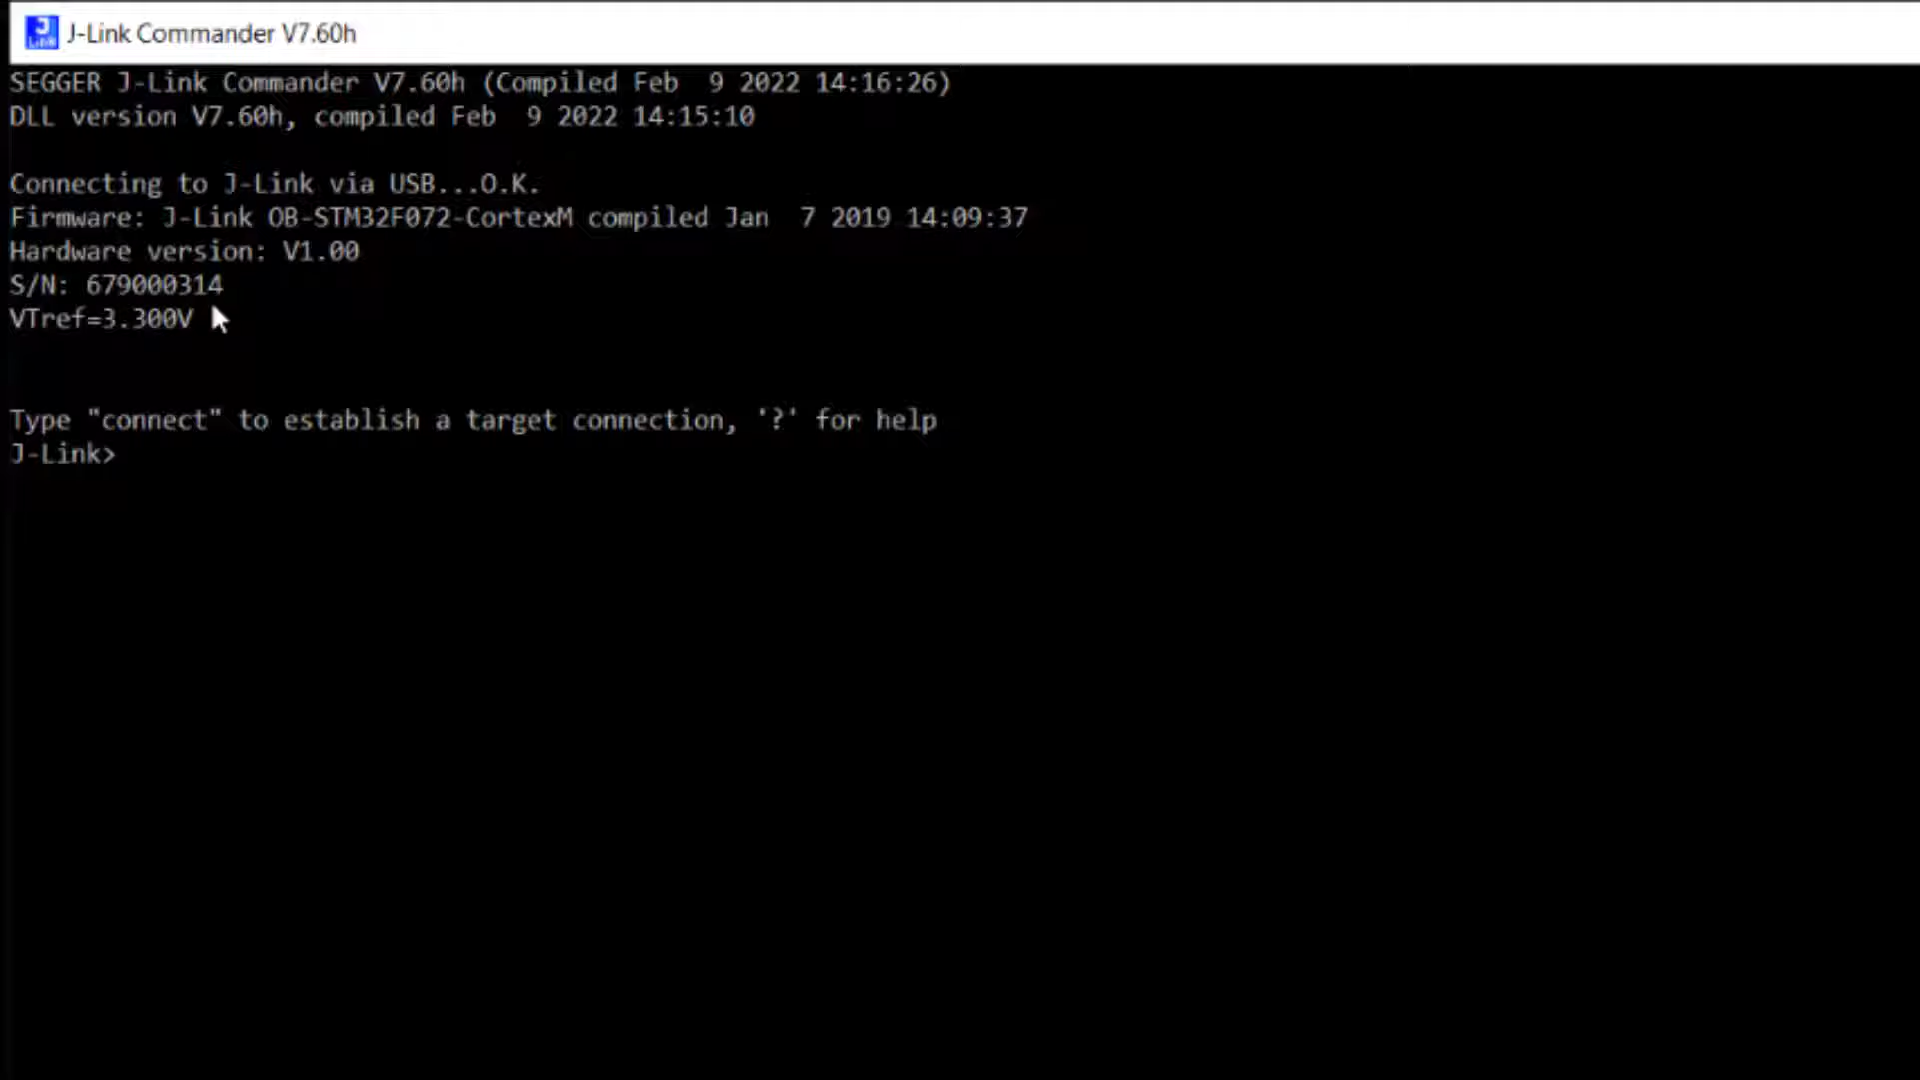 J-Link Commander V7.60h
SEGGER J-Link Commander V7.60h (Compiled Feb  9 2022 14:16:26)
DLL version V7.60h, compiled Feb  9 2022 14:15:10
Connecting to J-Link via USB...O.K.
Firmware: J-Link OB-STM32F072-CortexM compiled Jan  7 2019 14:09:37
Hardware version: V1.00
S/N: 679000314
VTref=3.300V
Type "connect" to establish a target connection, '?' for help
J-Link>